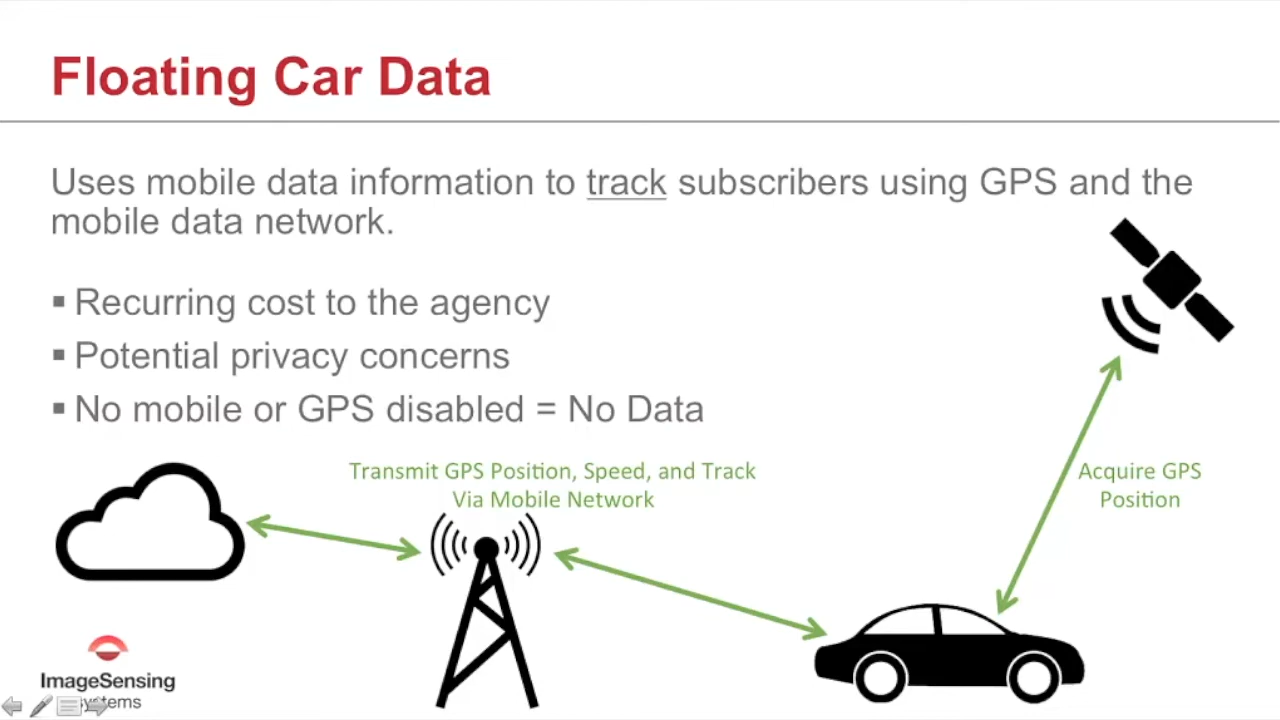 Floating Car Data
Uses mobile data information to track subscribers using GPS and the
mobile data network.
▪ Recurring cost to the agency
▪ Potential privacy concerns
▪ No mobile or GPS disabled = No Data
Transmit GPS Position, Speed, and Track
Via Mobile Network
Acquire GPS
Position
ImageSensing
Systems